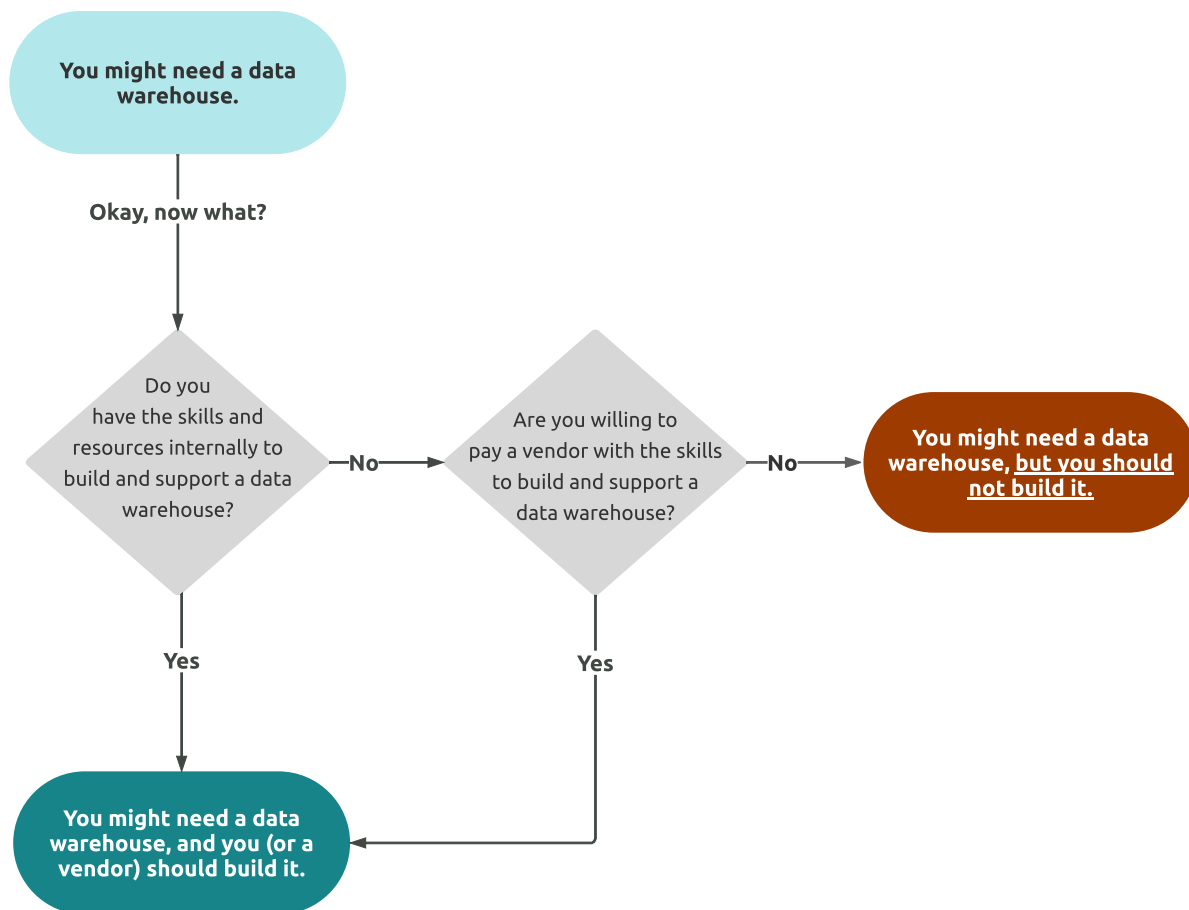 You might need a data
warehouse.
Okay, now what?
Do you
have the skills and
resources internally to
build and support a data
warehouse?
No
Are you willing to
pay a vendor with the skills
to build and support a
data warehouse?
No
You might need a data
warehouse, but you should
not build it.
Yes
Yes
You might need a data
warehouse, and you (or a
vendor) should build it.